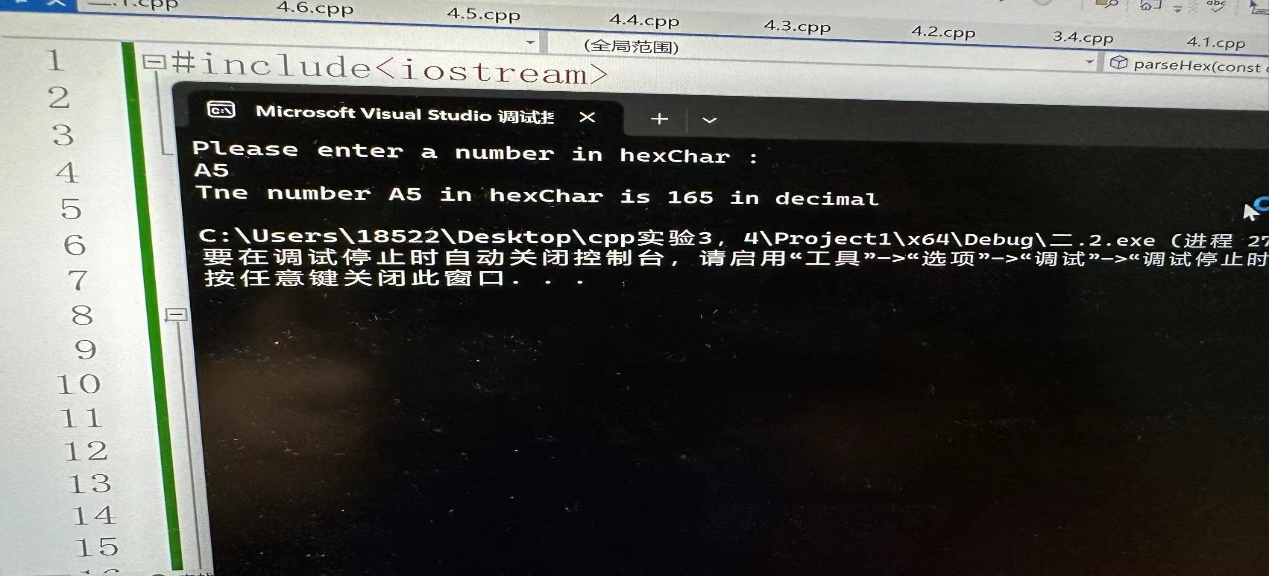 4.6.cpp 4.5.cpp 4.4.cpp 4.3.cpp 4.2.cpp 3.4.cpp 4.1.cpp
(全局范围) parseHex(const
1 #include<iostream>
2
Microsoft Visual Studio 调试
3
Please enter a number in hexChar :
4
A5
Tne number A5 in hexChar is 165 in decimal
5
6
C:\Users\18522\Desktop\cpp实验3, 4\Project1\x64\Debug\二.2.exe (进程 27
要在调试停止时自动关闭控制台, 请启用“工具”->“选项”->“调试”->“调试停止时
7
按任意键关闭此窗口. . .
8
9
10
11
12
13
14
15